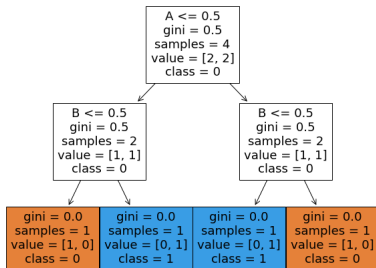 A <= 0.5
gini = 0.5
samples = 4
value = [2, 2]
class = 0
B <= 0.5
gini = 0.5
samples = 2
value = [1, 1]
class = 0
B <= 0.5
gini = 0.5
samples = 2
value = [1, 1]
class = 0
gini = 0.0
samples = 1
value = [1, 0]
class = 0
gini = 0.0
samples = 1
value = [0, 1]
class = 1
gini = 0.0
samples = 1
value = [0, 1]
class = 1
gini = 0.0
samples = 1
value = [1, 0]
class = 0